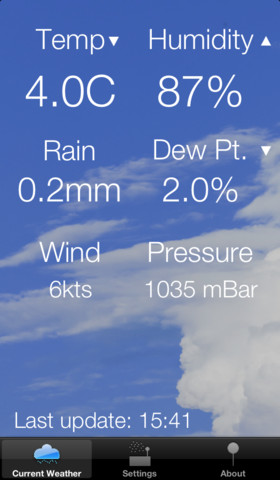 Temp▾ Humidity▴
4.0C 87%
Rain Dew Pt. ▾
0.2mm 2.0%
Wind Pressure
6kts 1035 mBar
Last update: 15:41
Current Weather Settings About